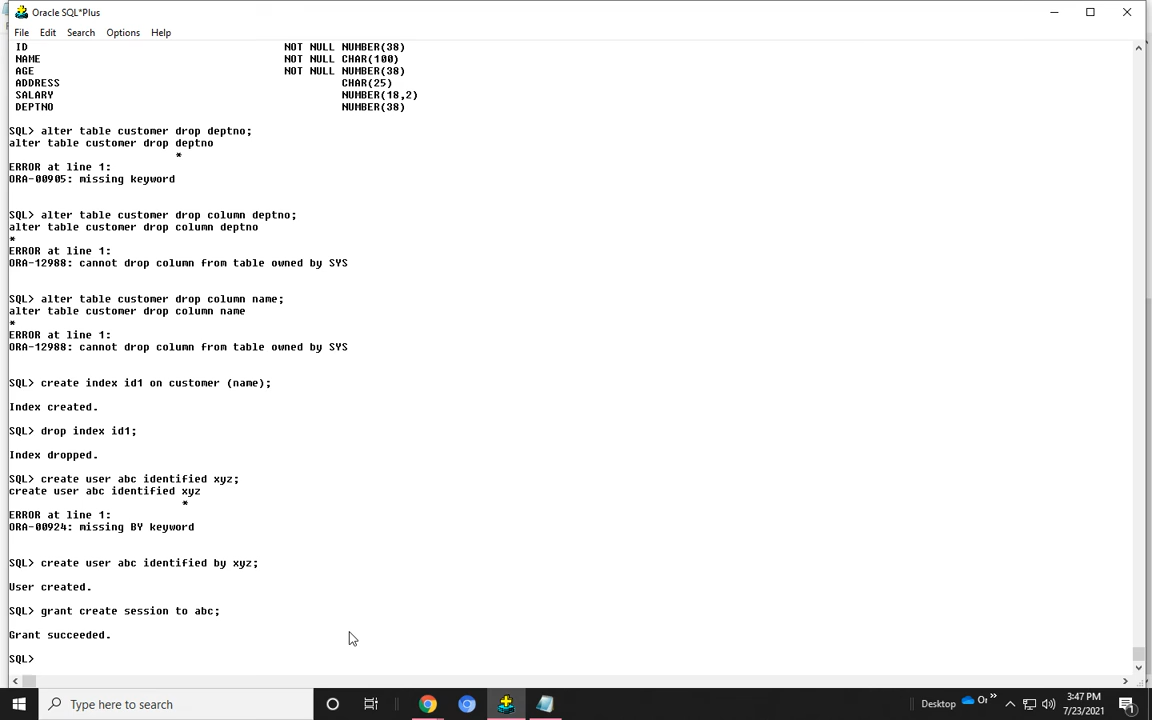 Oracle SQL*Plus
File Edit Search Options Help
ID NOT NULL NUMBER(38)
NAME NOT NULL CHAR(100)
AGE NOT NULL NUMBER(38)
ADDRESS CHAR(25)
SALARY NUMBER(18,2)
DEPTNO NUMBER(38)
SQL> alter table customer drop deptno;
alter table customer drop deptno
*
ERROR at line 1:
ORA-00905: missing keyword
SQL> alter table customer drop column deptno;
alter table customer drop column deptno
*
ERROR at line 1:
ORA-12988: cannot drop column from table owned by SYS
SQL> alter table customer drop column name;
alter table customer drop column name
*
ERROR at line 1:
ORA-12988: cannot drop column from table owned by SYS
SQL> create index id1 on customer (name);
Index created.
SQL> drop index id1;
Index dropped.
SQL> create user abc identified xyz;
create user abc identified xyz
*
ERROR at line 1:
ORA-00924: missing BY keyword
SQL> create user abc identified by xyz;
User created.
SQL> grant create session to abc;
Grant succeeded.
SQL>
Type here to search
Desktop
Or
3:47 PM
7/23/2021
1